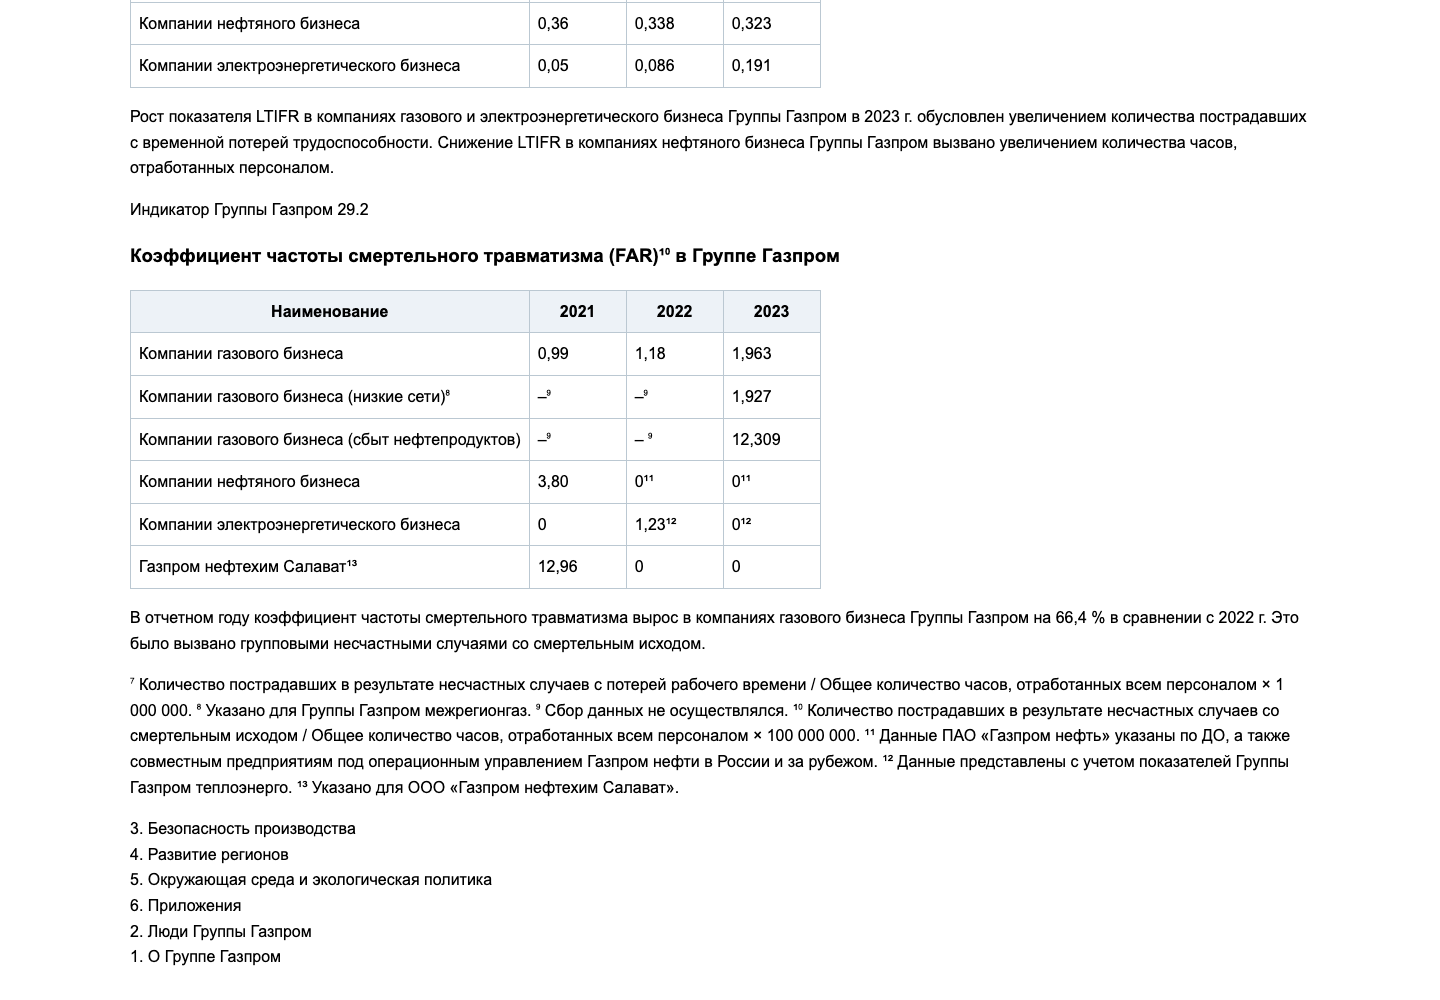 Компании нефтяного бизнеса 0,36 0,338 0,323
Компании электроэнергетического бизнеса 0,05 0,086 0,191
Рост показателя LTIFR в компаниях газового и электроэнергетического бизнеса Группы Газпром в 2023 г. обусловлен увеличением количества пострадавших
с временной потерей трудоспособности. Снижение LTIFR в компаниях нефтяного бизнеса Группы Газпром вызвано увеличением количества часов,
отработанных персоналом.
Индикатор Группы Газпром 29.2
Коэффициент частоты смертельного травматизма (FAR)¹⁰ в Группе Газпром
Наименование 2021 2022 2023
Компании газового бизнеса 0,99 1,18 1,963
Компании газового бизнеса (низкие сети)⁸ –⁹ –⁹ 1,927
Компании газового бизнеса (сбыт нефтепродуктов) –⁹ – ⁹ 12,309
Компании нефтяного бизнеса 3,80 0¹¹ 0¹¹
Компании электроэнергетического бизнеса 0 1,23¹² 0¹²
Газпром нефтехим Салават¹³ 12,96 0 0
В отчетном году коэффициент частоты смертельного травматизма вырос в компаниях газового бизнеса Группы Газпром на 66,4 % в сравнении с 2022 г. Это
было вызвано групповыми несчастными случаями со смертельным исходом.
⁷ Количество пострадавших в результате несчастных случаев с потерей рабочего времени / Общее количество часов, отработанных всем персоналом × 1
000 000. ⁸ Указано для Группы Газпром межрегионгаз. ⁹ Сбор данных не осуществлялся. ¹⁰ Количество пострадавших в результате несчастных случаев со
смертельным исходом / Общее количество часов, отработанных всем персоналом × 100 000 000. ¹¹ Данные ПАО «Газпром нефть» указаны по ДО, а также
совместным предприятиям под операционным управлением Газпром нефти в России и за рубежом. ¹² Данные представлены с учетом показателей Группы
Газпром теплоэнерго. ¹³ Указано для ООО «Газпром нефтехим Салават».
3. Безопасность производства
4. Развитие регионов
5. Окружающая среда и экологическая политика
6. Приложения
2. Люди Группы Газпром
1. О Группе Газпром